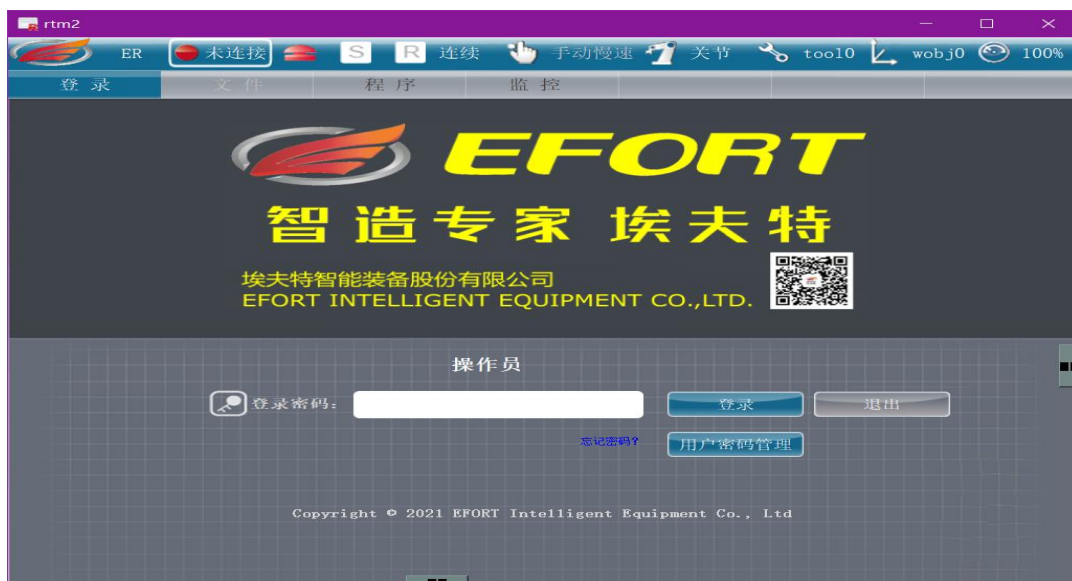 rtm2
ER 未连接 S R 连续 手动慢速 关节 tool0 wobj0 100%
登录 文件 程序 监控
EFORT
智造专家 埃夫特
埃夫特智能装备股份有限公司
EFORT INTELLIGENT EQUIPMENT CO.,LTD.
操作员
登录密码: 登录 退出
忘记密码? 用户密码管理
Copyright © 2021 EFORT Intelligent Equipment Co., Ltd